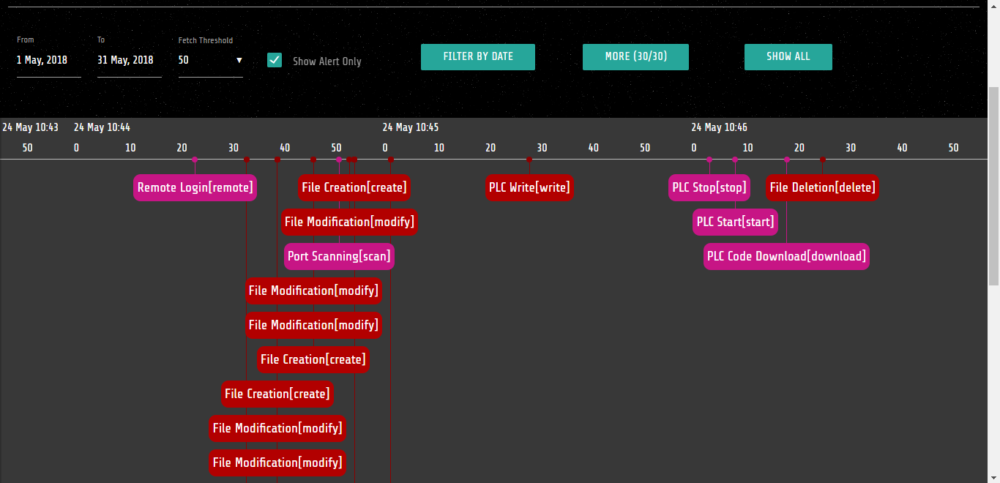 From To Fetch Threshold
1 May, 2018 31 May, 2018 50 ▼ Show Alert Only FILTER BY DATE MORE (30/30) SHOW ALL
24 May 10:43 24 May 10:44 24 May 10:45 24 May 10:46
50 0 10 20 30 40 50 0 10 20 30 40 50 0 10 20 30 40 50
Remote Login[remote] File Creation[create] PLC Write[write] PLC Stop[stop] File Deletion[delete]
File Modification[modify] PLC Start[start]
Port Scanning[scan] PLC Code Download[download]
File Modification[modify]
File Modification[modify]
File Creation[create]
File Creation[create]
File Modification[modify]
File Modification[modify]